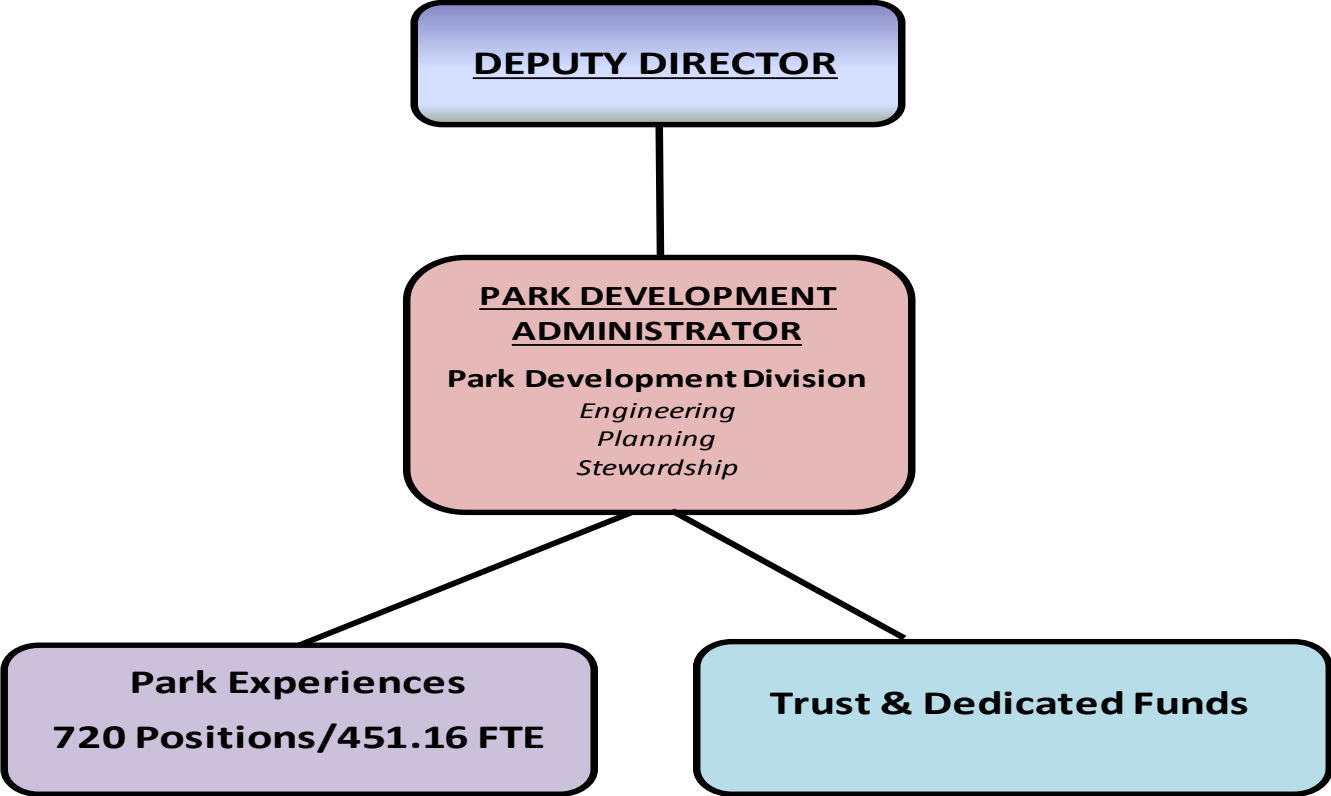 DEPUTY DIRECTOR
PARK DEVELOPMENT
ADMINISTRATOR
Park Development Division
Engineering
Planning
Stewardship
Park Experiences
720 Positions/451.16 FTE
Trust & Dedicated Funds